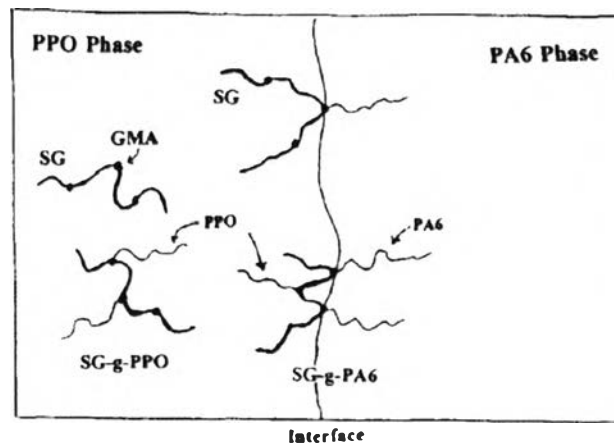 PPO Phase
PA6 Phase
SG
GMA
SG
PPO
PA6
SG-g-PPO
SG-g-PA6
Interface